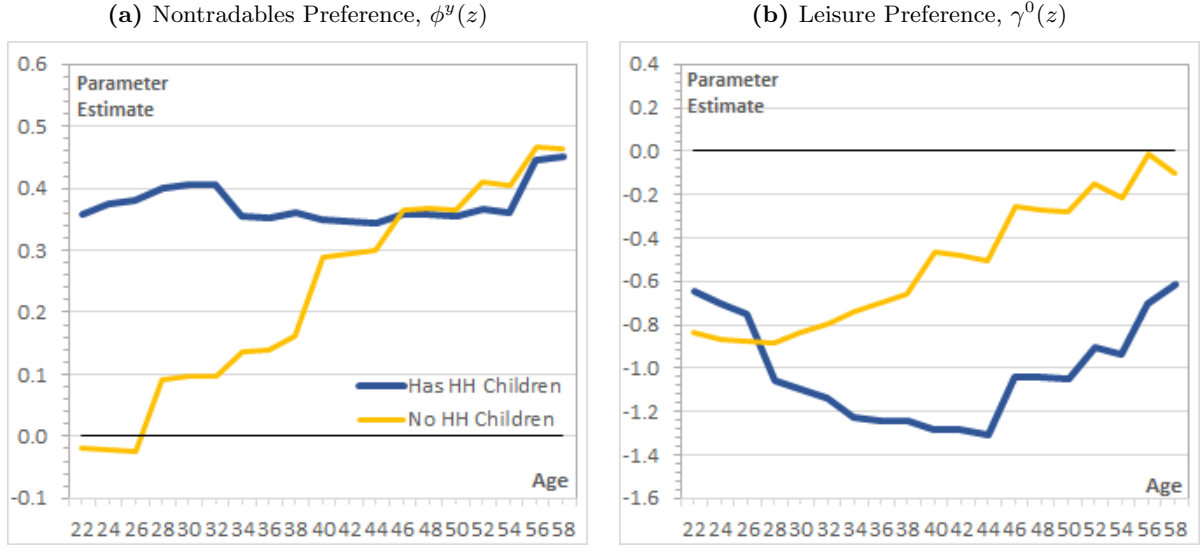 (a) Nontradables Preference, ϕʸ(z)
0.6
Parameter
Estimate
0.5
0.4
0.3
0.2
0.1
0.0
-0.1
Has HH Children
No HH Children
Age
22 24 26 28 30 32 34 36 38 40 42 44 46 48 50 52 54 56 58
(b) Leisure Preference, γ⁰(z)
0.4
Parameter
Estimate
0.2
0.0
-0.2
-0.4
-0.6
-0.8
-1.0
-1.2
-1.4
-1.6
Age
22 24 26 28 30 32 34 36 38 40 42 44 46 48 50 52 54 56 58